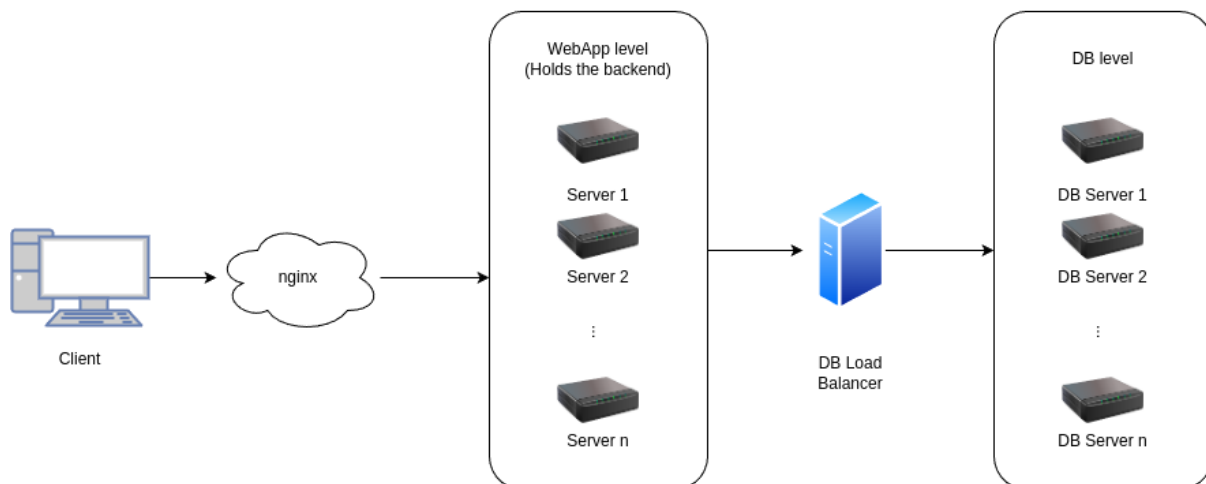 WebApp level
(Holds the backend)
DB level
Server 1
DB Server 1
Server 2
DB Server 2
nginx
⋮
⋮
Client
DB Load
Balancer
Server n
DB Server n